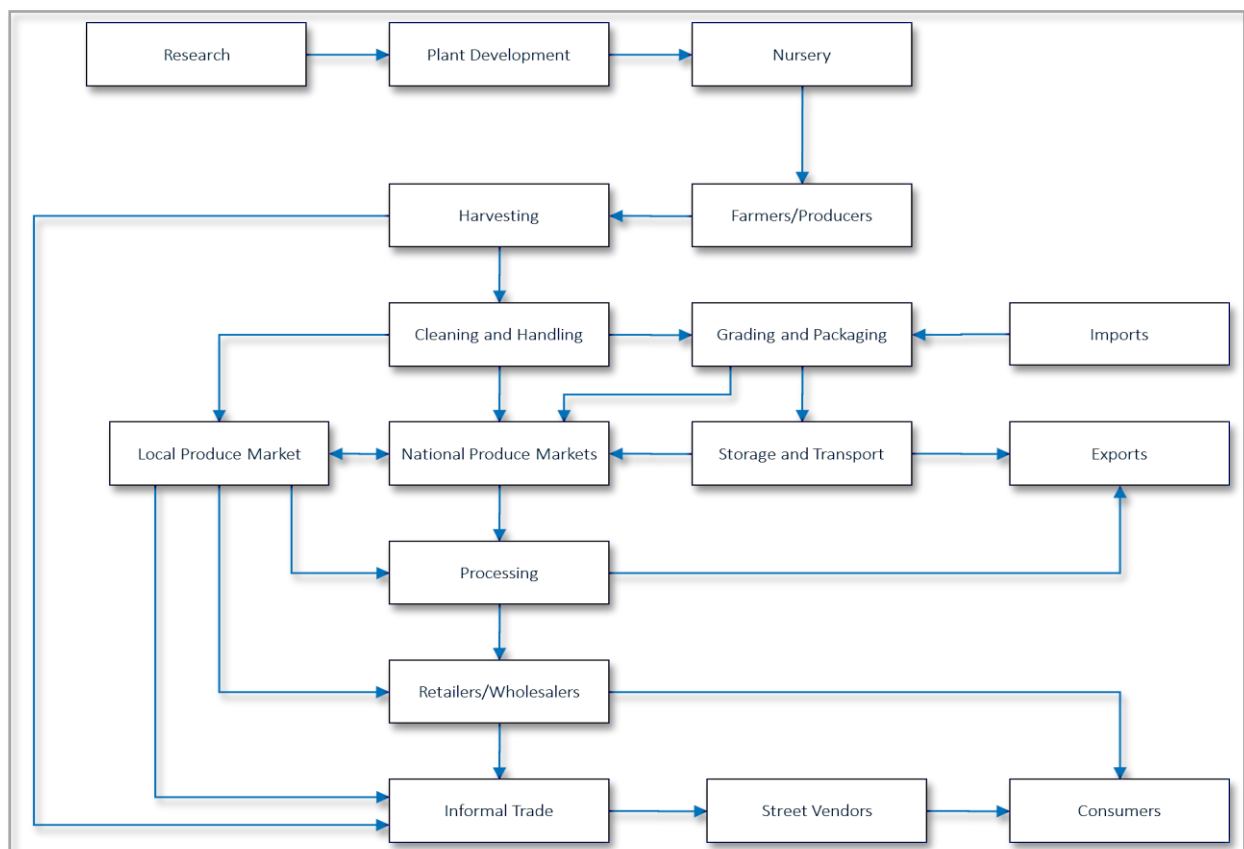 Research
Plant Development
Nursery
Harvesting
Farmers/Producers
Cleaning and Handling
Grading and Packaging
Imports
Local Produce Market
National Produce Markets
Storage and Transport
Exports
Processing
Retailers/Wholesalers
Informal Trade
Street Vendors
Consumers